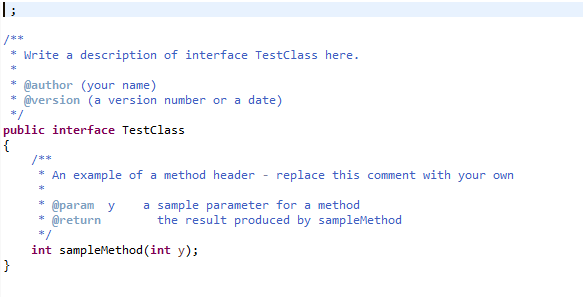 ;
/**
 * Write a description of interface TestClass here.
 *
 * @author (your name)
 * @version (a version number or a date)
 */
public interface TestClass
{
    /**
     * An example of a method header - replace this comment with your own
     *
     * @param  y    a sample parameter for a method
     * @return        the result produced by sampleMethod
     */
    int sampleMethod(int y);
}